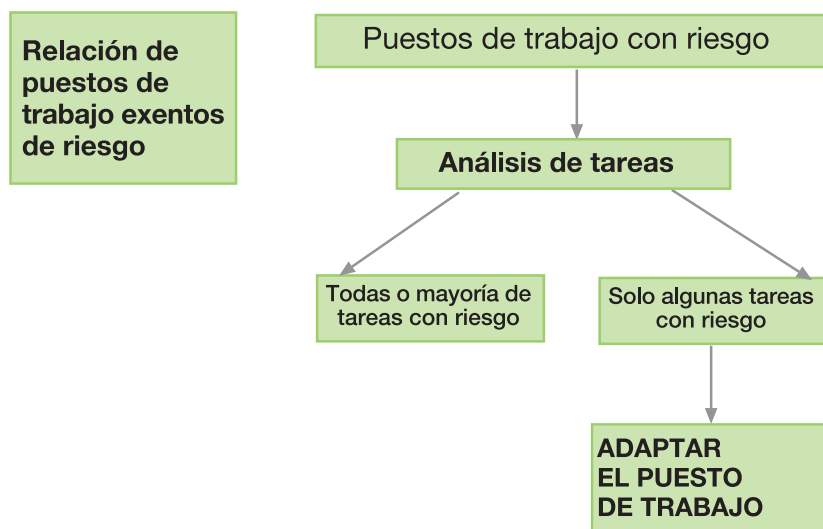 Relación de
puestos de
trabajo exentos
de riesgo
Puestos de trabajo con riesgo
Análisis de tareas
Todas o mayoría de
tareas con riesgo
Solo algunas tareas
con riesgo
ADAPTAR
EL PUESTO
DE TRABAJO